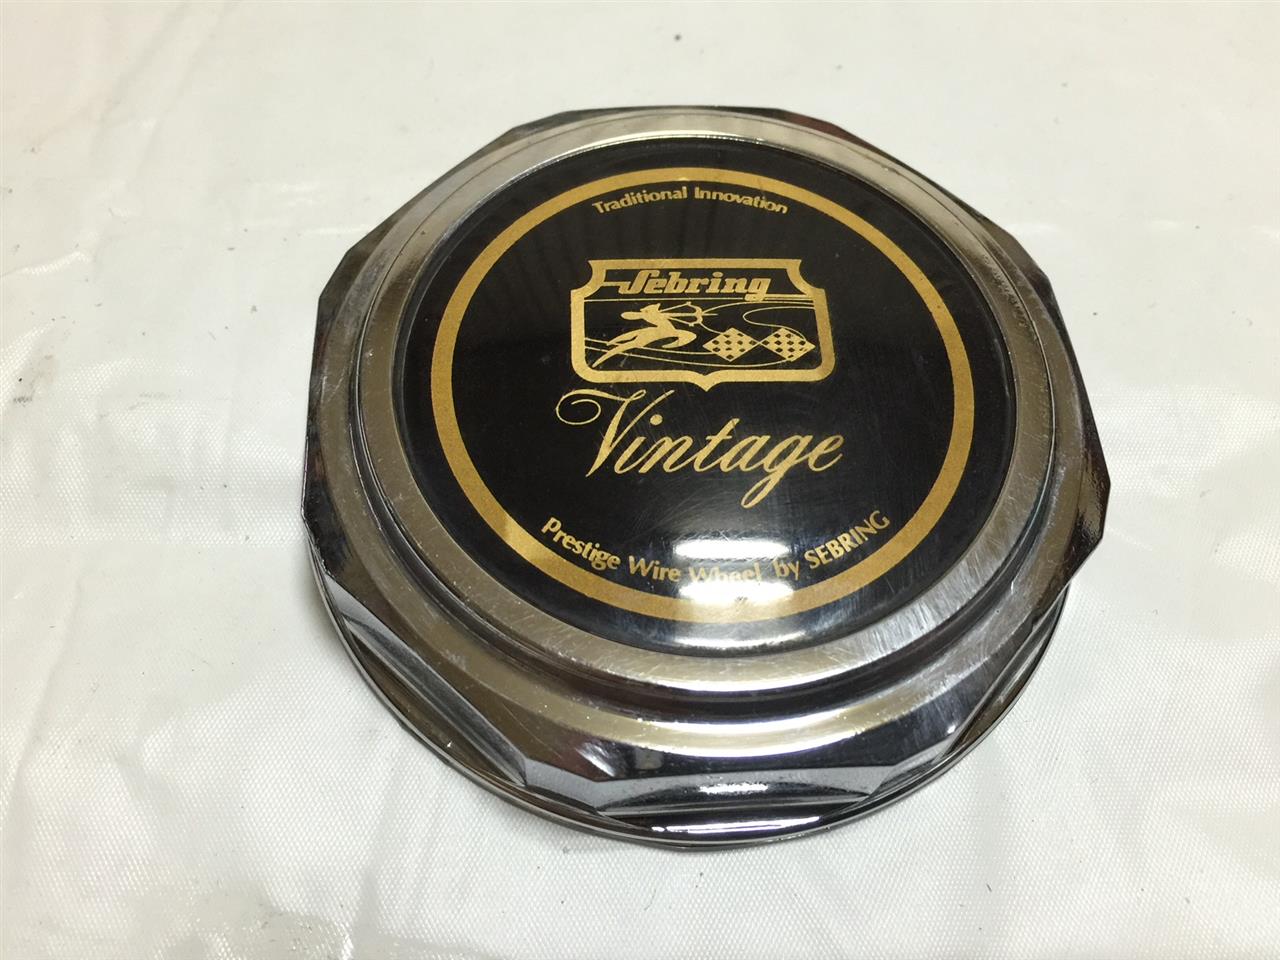 Traditional Innovation
Sebring
Vintage
Prestige Wire Wheel by SEBRING